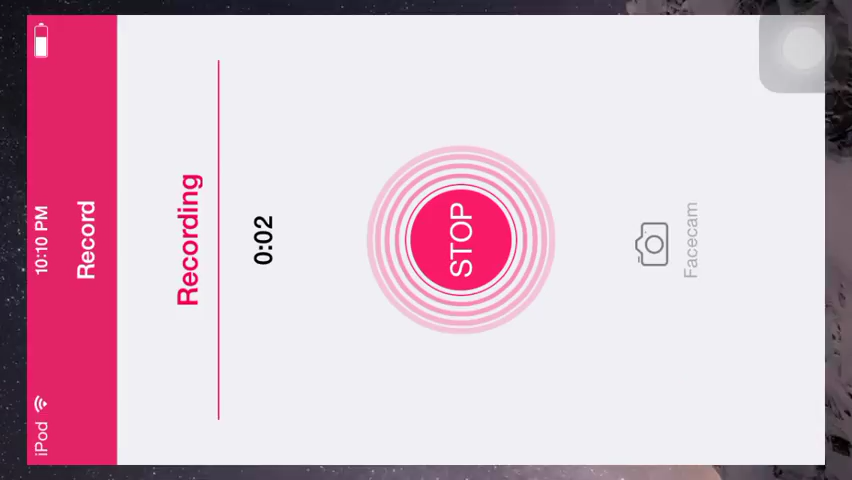 iPod 10:10 PM
Record
Recording
0:02
STOP
Facecam